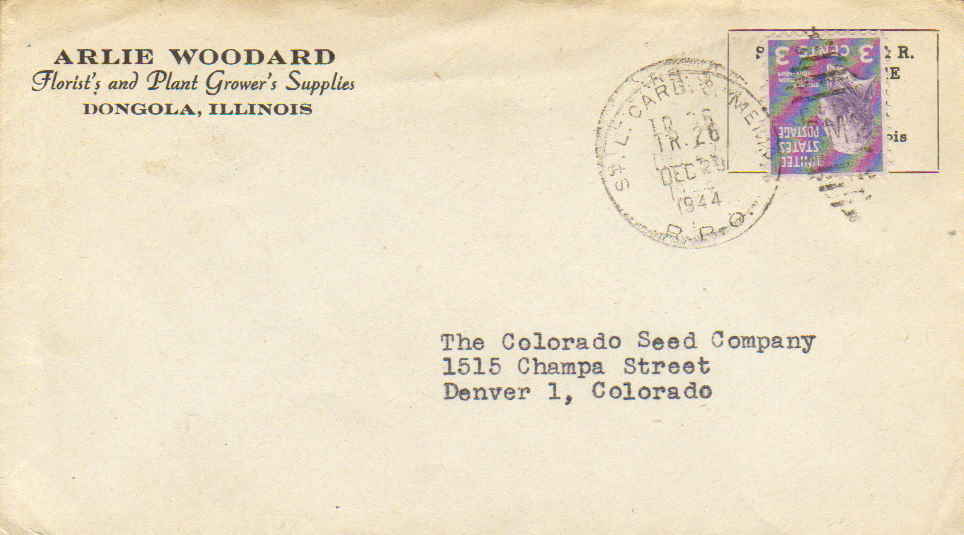 ARLIE WOODARD
Florist's and Plant Grower's Supplies
DONGOLA, ILLINOIS
R.
3 CENTS 3
UNITED
STATES
POSTAGE
TR. 26
DEC
1944
R.P.O.
The Colorado Seed Company
1515 Champa Street
Denver 1, Colorado